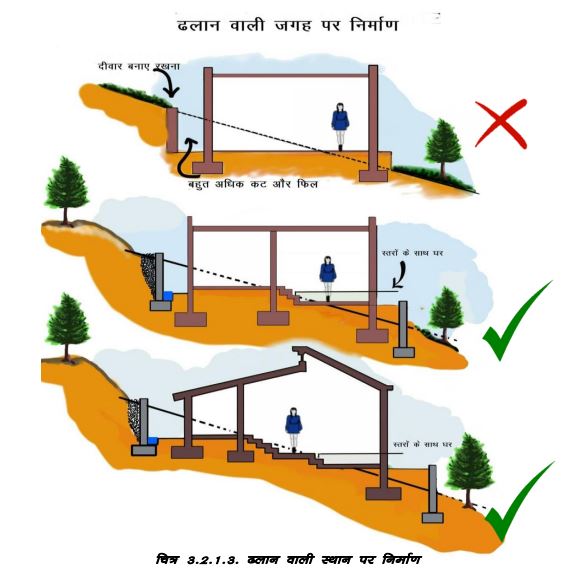 ढलान वाली जगह पर निर्माण
दीवार बनाए रखना
बहुत अधिक कट और फिल
स्तरों के साथ घर
स्तरों के साथ घर
चित्र 3.2.1.3. ढलान वाली स्थान पर निर्माण